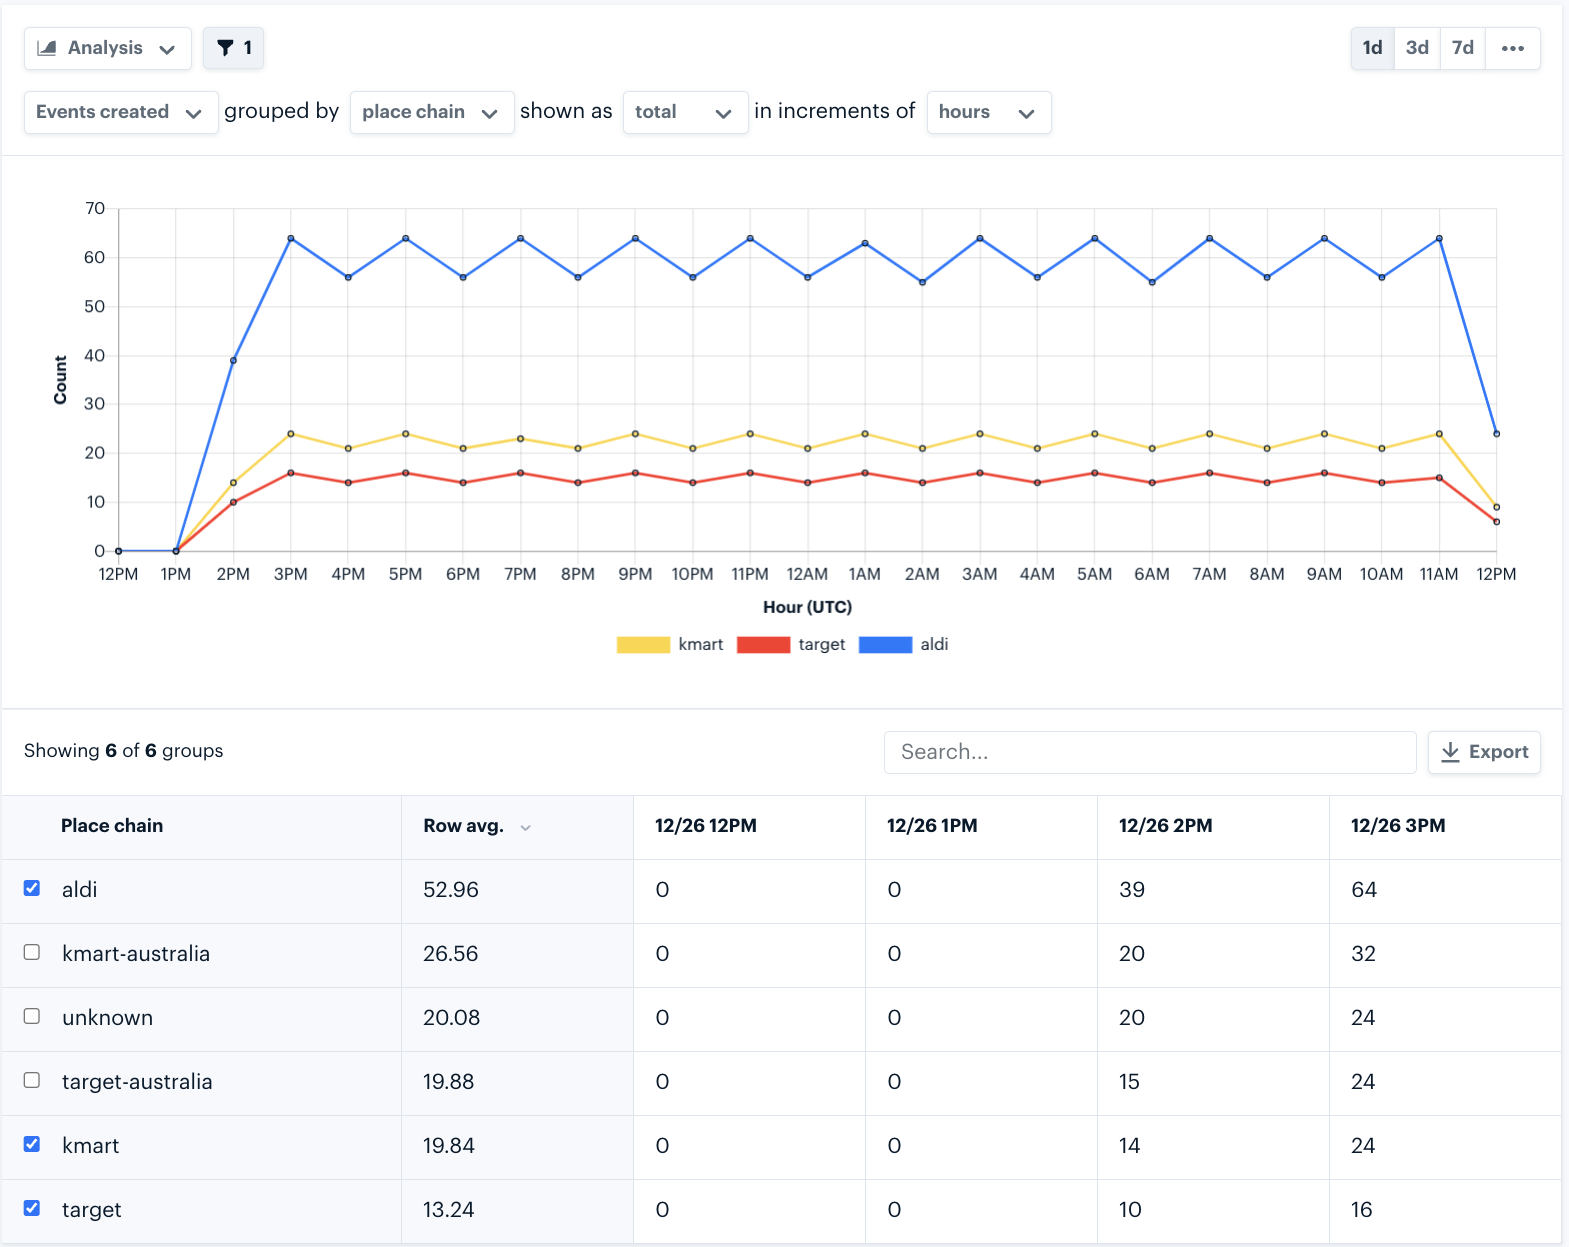 Analysis 1 1d 3d 7d •••
Events created grouped by place chain shown as total in increments of hours
70
60
50
40
30
20
10
0
Count
12PM 1PM 2PM 3PM 4PM 5PM 6PM 7PM 8PM 9PM 10PM 11PM 12AM 1AM 2AM 3AM 4AM 5AM 6AM 7AM 8AM 9AM 10AM 11AM 12PM
Hour (UTC)
kmart target aldi
Showing 6 of 6 groups Search... Export
Place chain Row avg. 12/26 12PM 12/26 1PM 12/26 2PM 12/26 3PM
aldi 52.96 0 0 39 64
kmart-australia 26.56 0 0 20 32
unknown 20.08 0 0 20 24
target-australia 19.88 0 0 15 24
kmart 19.84 0 0 14 24
target 13.24 0 0 10 16